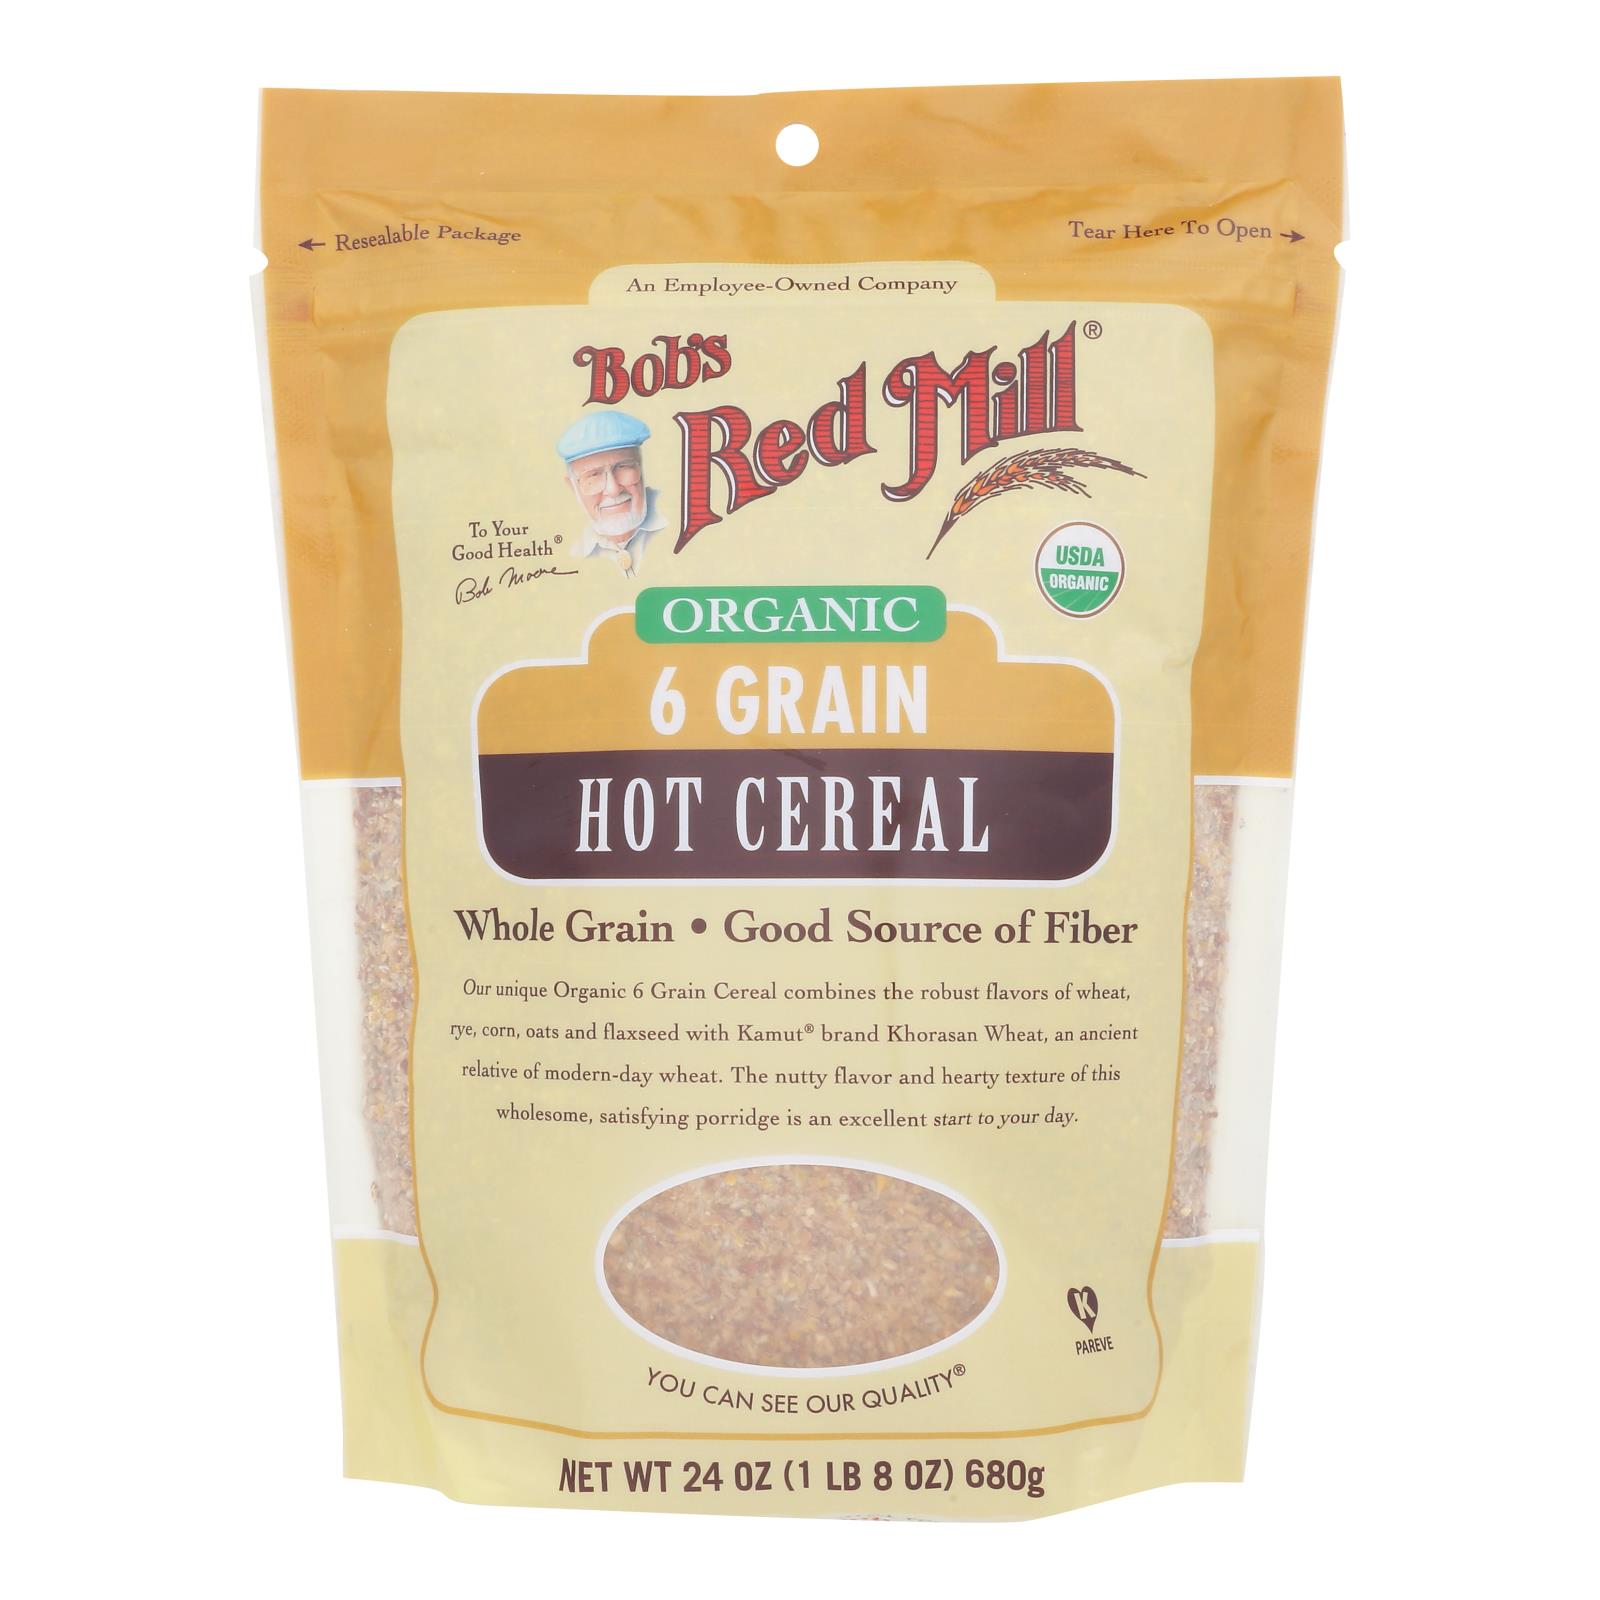 ← Resealable Package
Tear Here To Open →
An Employee-Owned Company
Bob's
Red Mill®
To Your
Good Health®
Bob Moore
USDA
ORGANIC
ORGANIC
6 GRAIN
HOT CEREAL
Whole Grain • Good Source of Fiber
Our unique Organic 6 Grain Cereal combines the robust flavors of wheat,
rye, corn, oats and flaxseed with Kamut® brand Khorasan Wheat, an ancient
relative of modern-day wheat. The nutty flavor and hearty texture of this
wholesome, satisfying porridge is an excellent start to your day.
K
PAREVE
YOU CAN SEE OUR QUALITY®
NET WT 24 OZ (1 LB 8 OZ) 680g